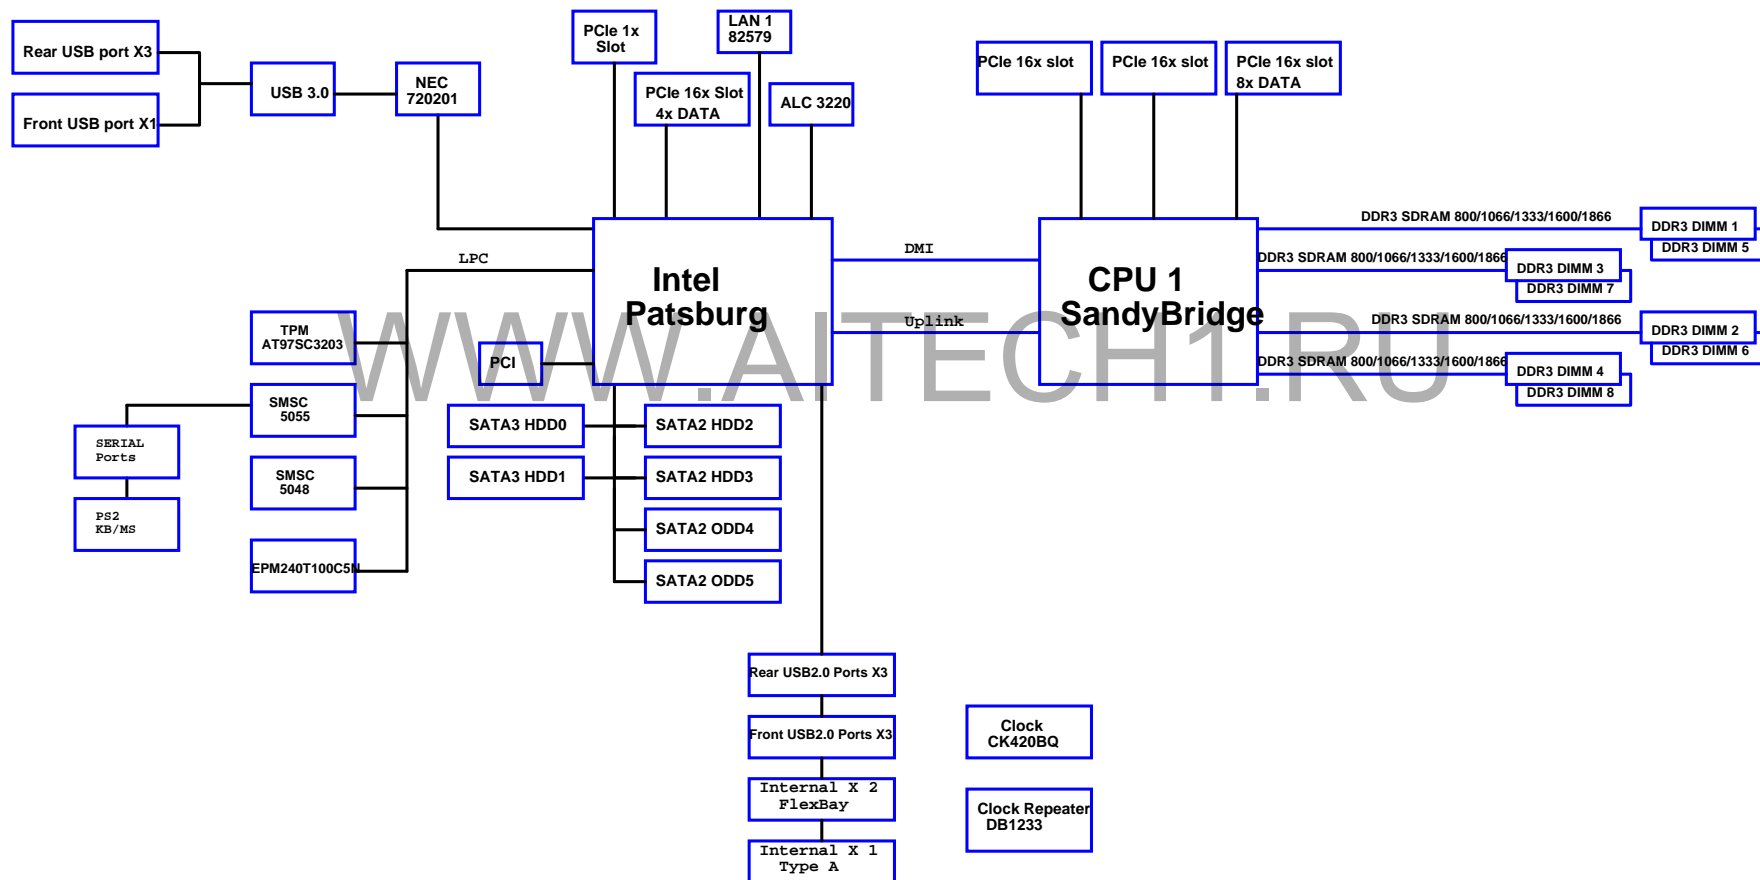 Rear USB port X3
Front USB port X1
USB 3.0
NEC
720201
PCIe 1x
Slot
PCIe 16x Slot
4x DATA
LAN 1
82579
ALC 3220
PCIe 16x slot
PCIe 16x slot
PCIe 16x slot
8x DATA
LPC
Intel
Patsburg
DMI
Uplink
CPU 1
SandyBridge
DDR3 SDRAM 800/1066/1333/1600/1866
DDR3 DIMM 1
DDR3 DIMM 5
DDR3 SDRAM 800/1066/1333/1600/1866
DDR3 DIMM 3
DDR3 DIMM 7
DDR3 SDRAM 800/1066/1333/1600/1866
DDR3 DIMM 2
DDR3 DIMM 6
DDR3 SDRAM 800/1066/1333/1600/1866
DDR3 DIMM 4
DDR3 DIMM 8
WWW.AITECH1.RU
TPM
AT97SC3203
PCI
SMSC
5055
SERIAL
Ports
SMSC
5048
PS2
KB/MS
EPM240T100C5N
SATA3 HDD0
SATA2 HDD2
SATA3 HDD1
SATA2 HDD3
SATA2 ODD4
SATA2 ODD5
Rear USB2.0 Ports X3
Front USB2.0 Ports X3
Internal X 2
FlexBay
Internal X 1
Type A
Clock
CK420BQ
Clock Repeater
DB1233